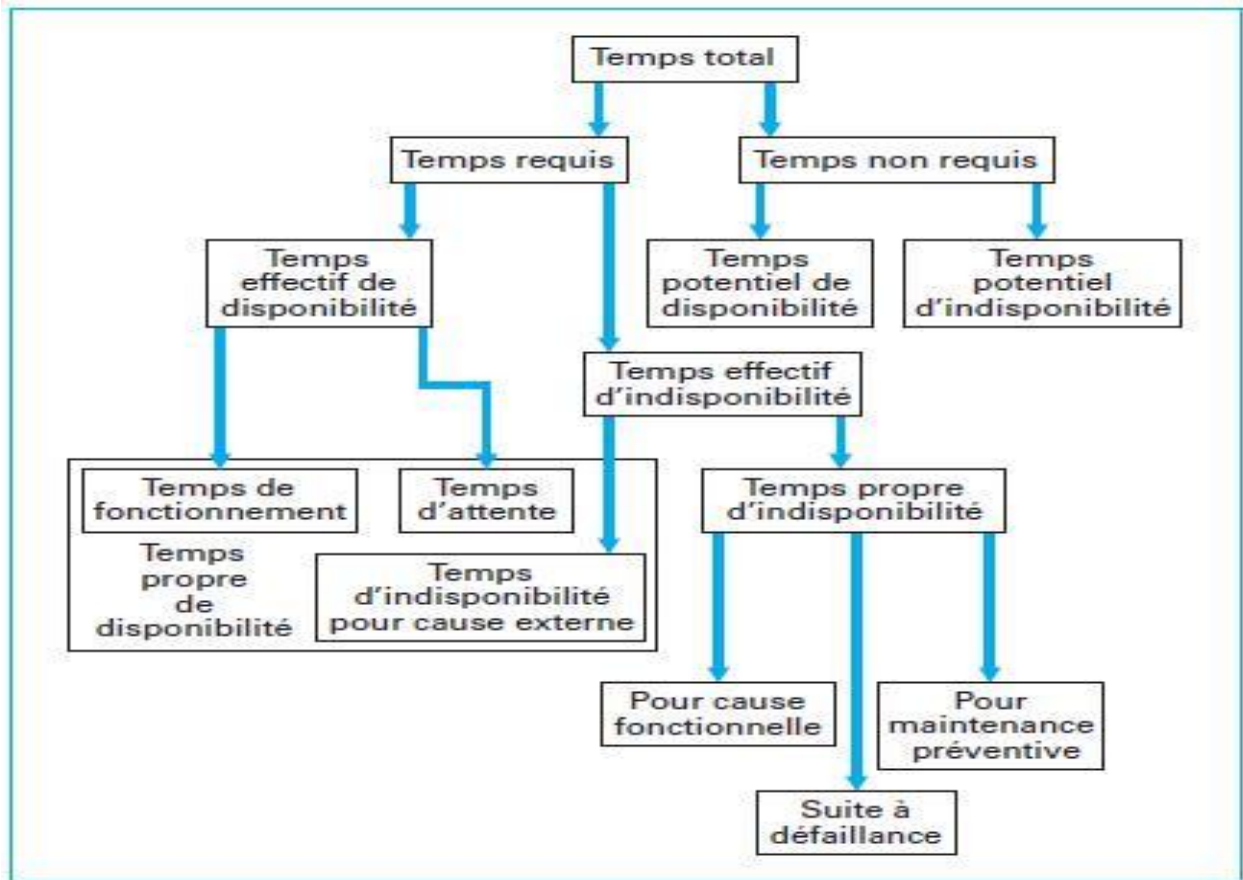 Temps total
Temps requis
Temps non requis
Temps
effectif de
disponibilité
Temps
potentiel de
disponibilité
Temps
potentiel
d'indisponibilité
Temps effectif
d'indisponibilité
Temps de
fonctionnement
Temps
d'attente
Temps propre
d'indisponibilité
Temps
propre
de
disponibilité
Temps
d'indisponibilité
pour cause externe
Pour cause
fonctionnelle
Pour
maintenance
préventive
Suite à
défaillance